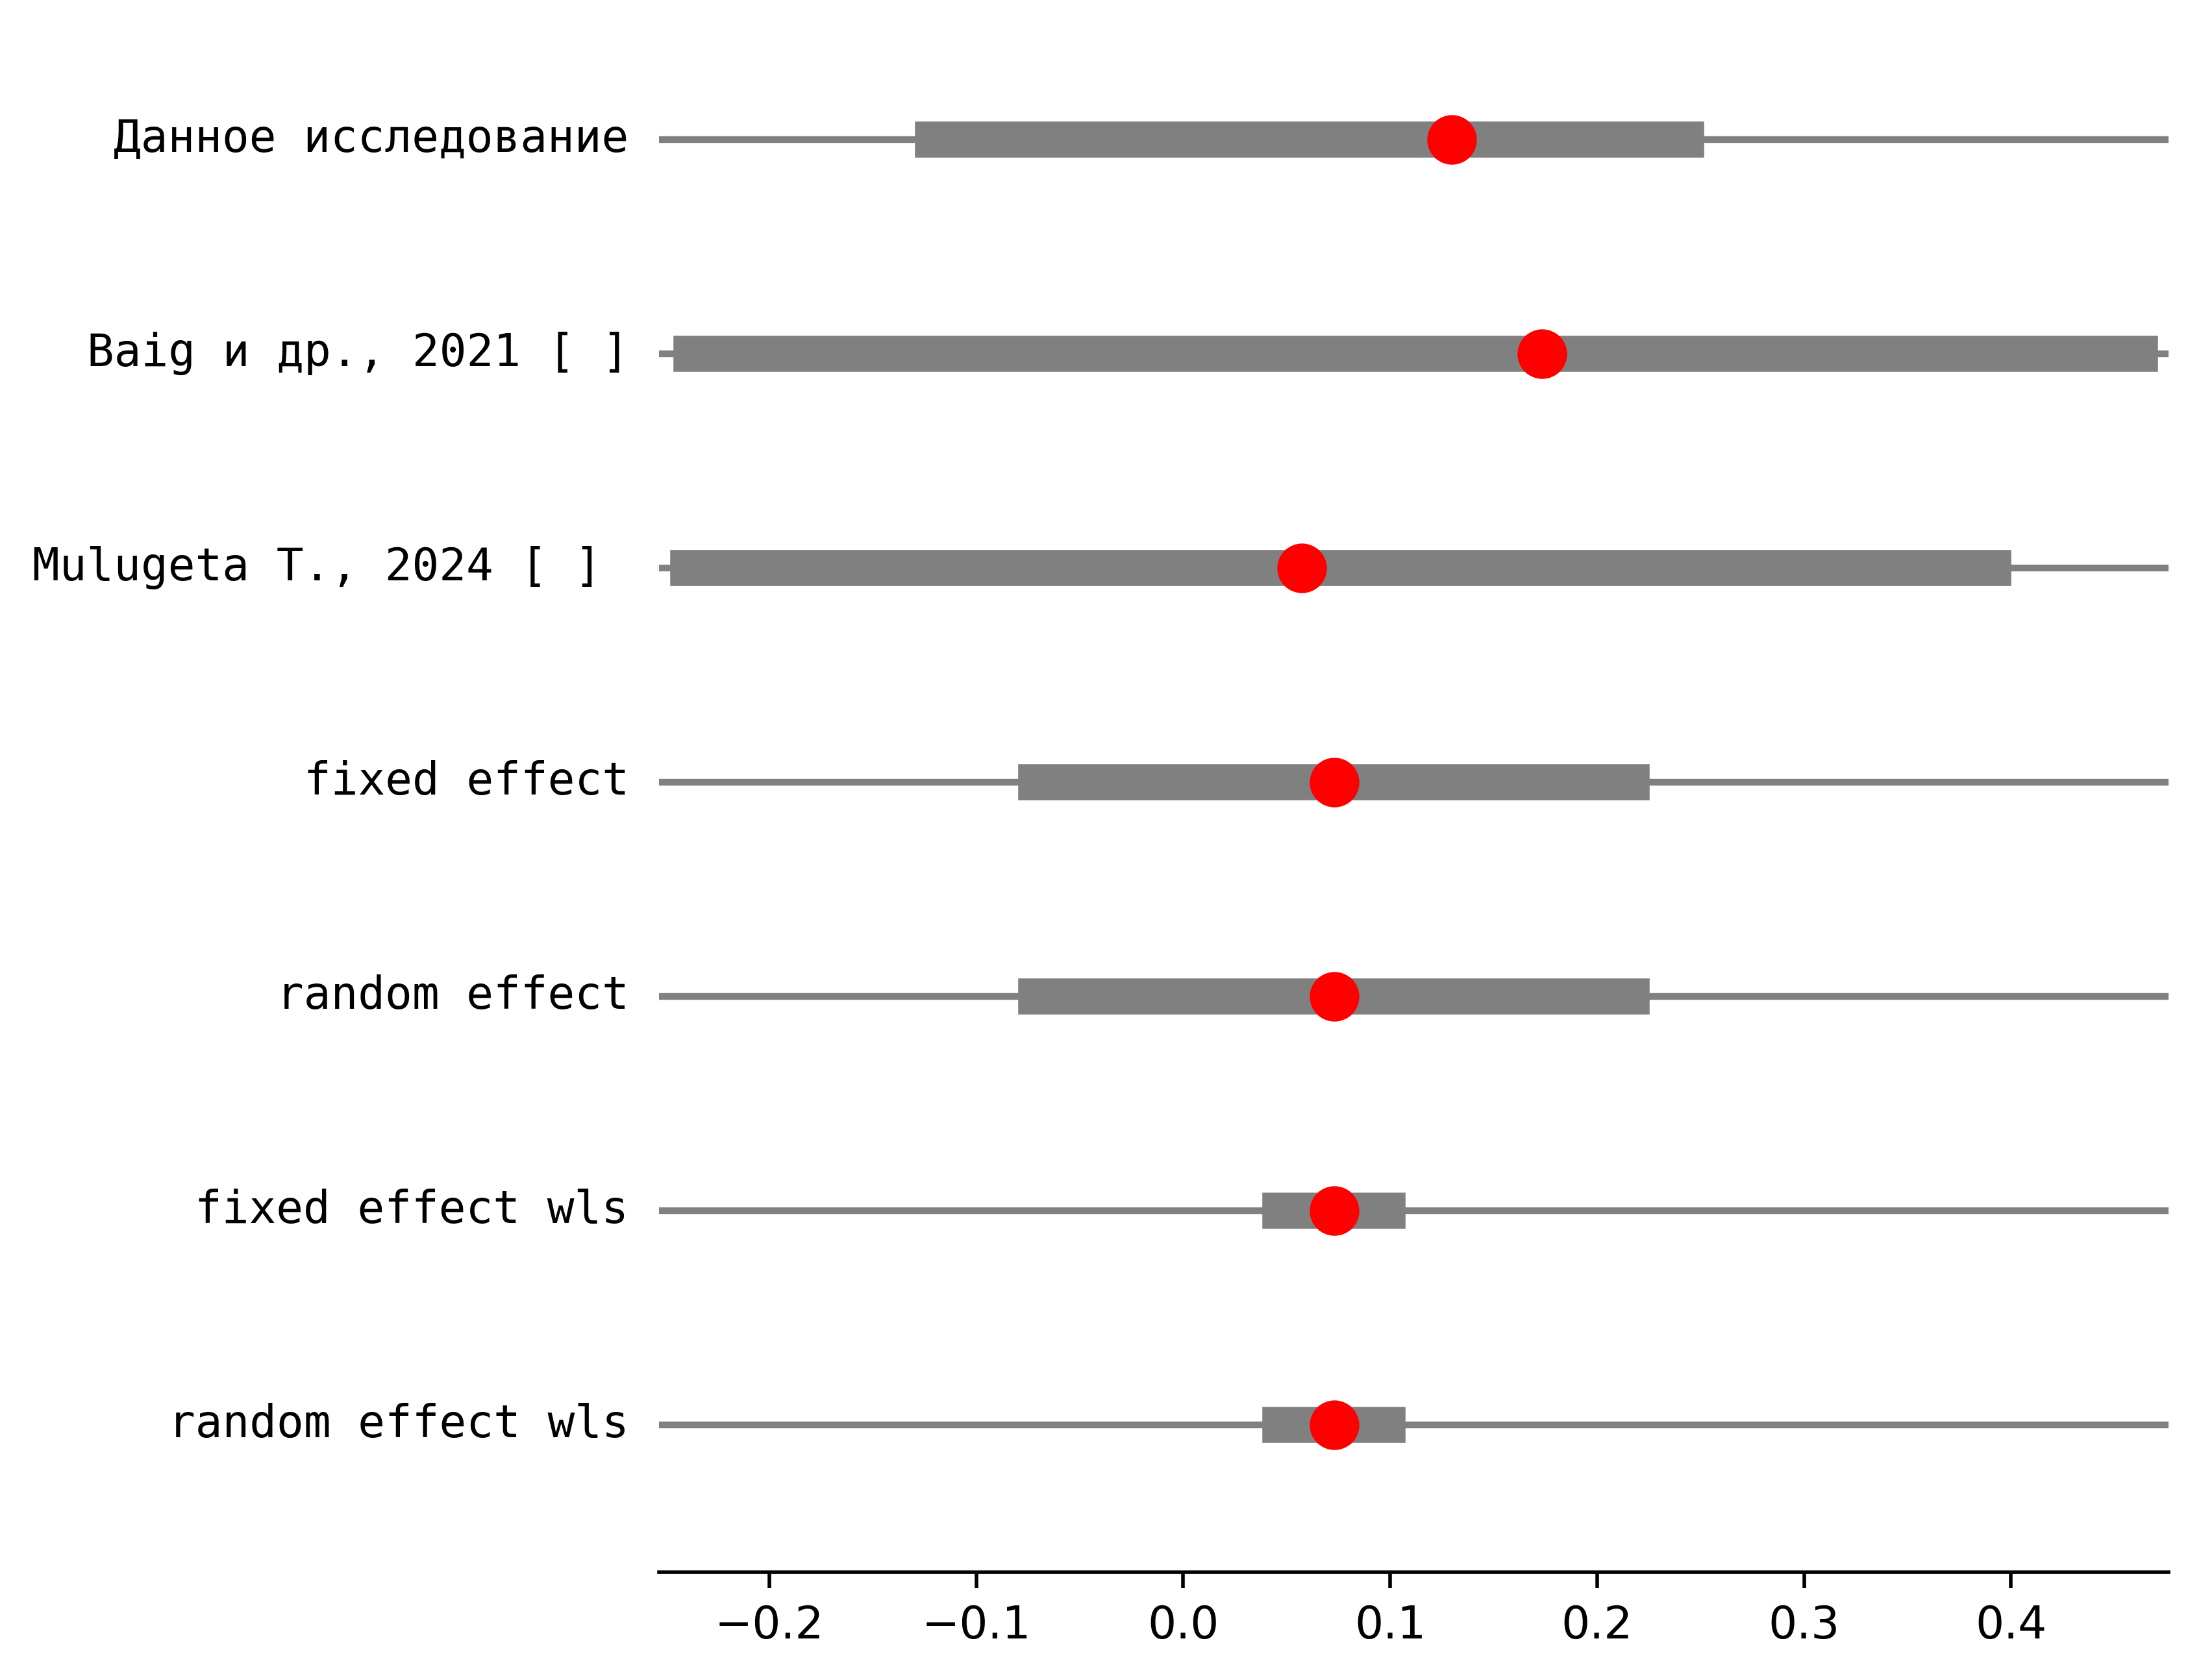 Данное исследование
Baig и др., 2021 [ ]
Mulugeta T., 2024 [ ]
fixed effect
random effect
fixed effect wls
random effect wls
−0.2 −0.1 0.0 0.1 0.2 0.3 0.4